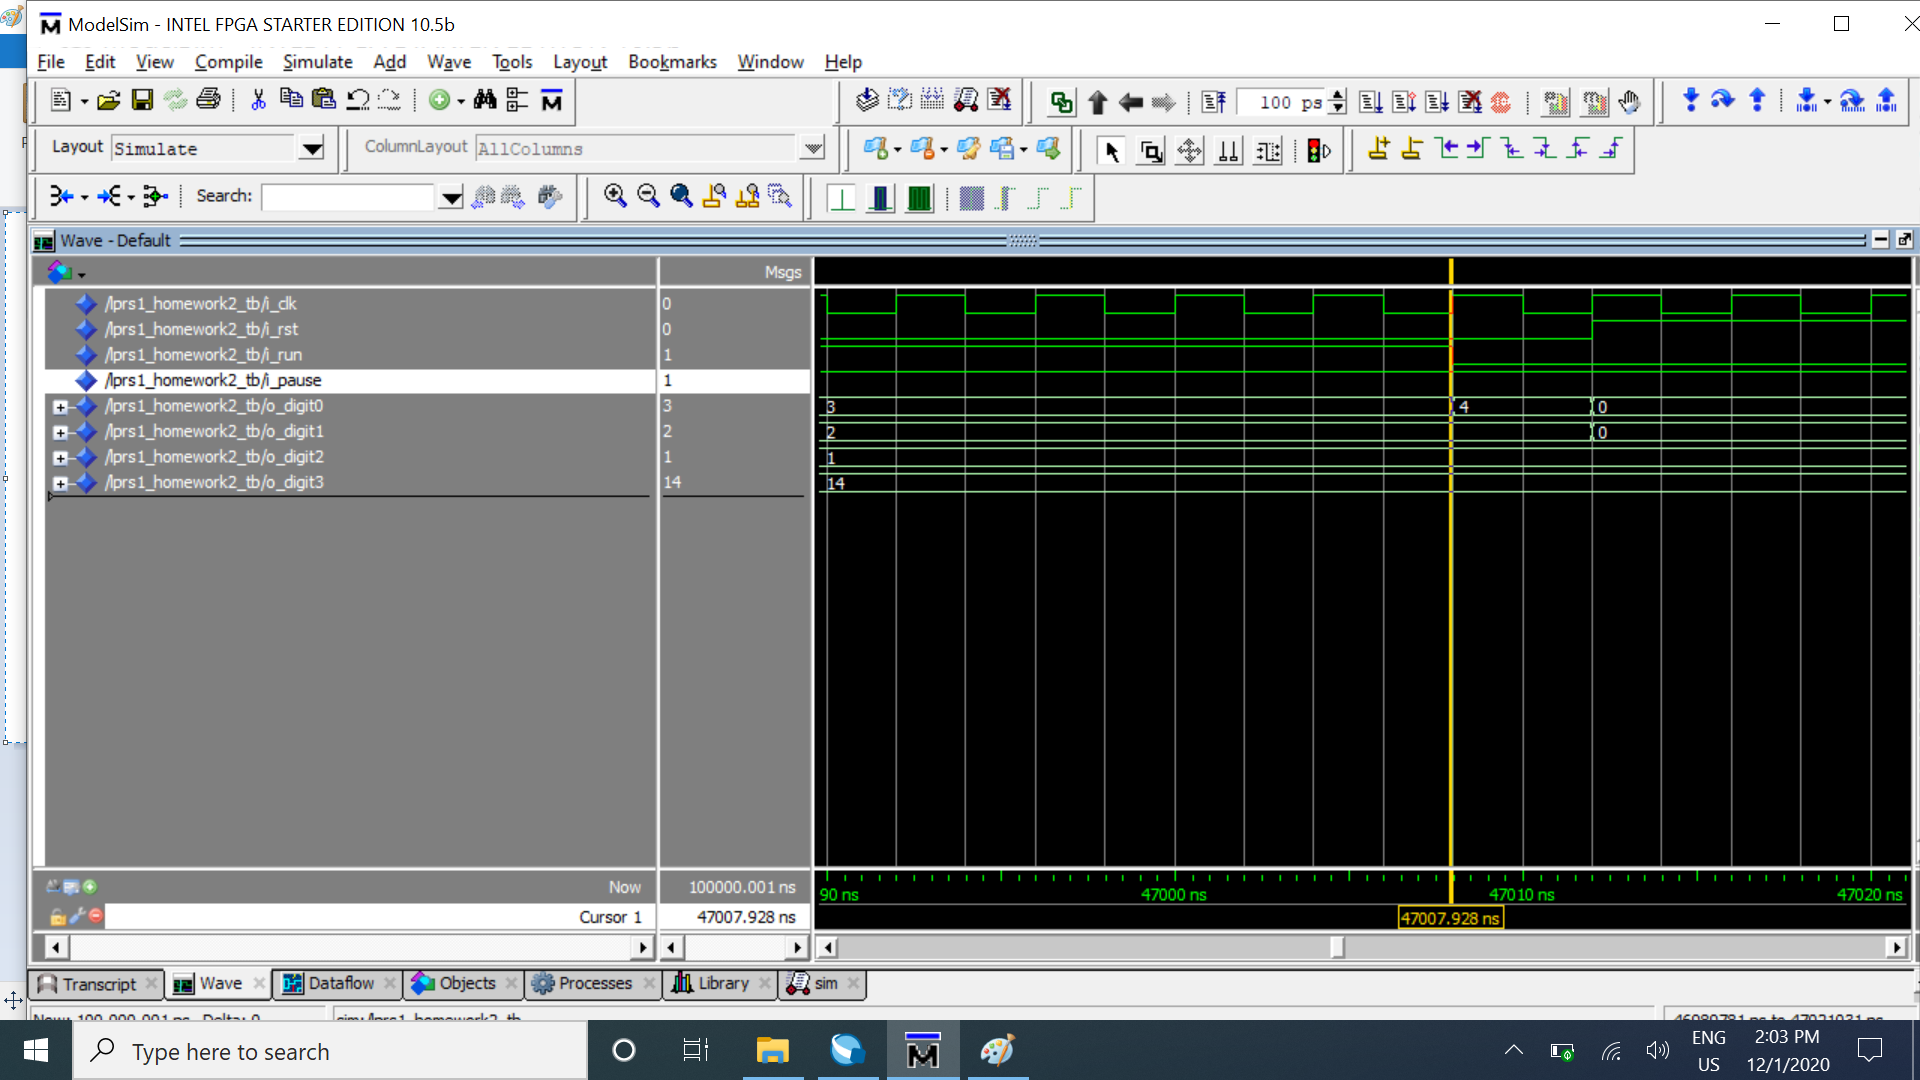 ModelSim - INTEL FPGA STARTER EDITION 10.5b
File Edit View Compile Simulate Add Wave Tools Layout Bookmarks Window Help
100 ps
Layout Simulate ColumnLayout AllColumns
Search:
Wave - Default
Msgs
/lprs1_homework2_tb/i_clk 0
/lprs1_homework2_tb/i_rst 0
/lprs1_homework2_tb/i_run 1
/lprs1_homework2_tb/i_pause 1
/lprs1_homework2_tb/o_digit0 3 3 4 0
/lprs1_homework2_tb/o_digit1 2 2 0
/lprs1_homework2_tb/o_digit2 1 1
/lprs1_homework2_tb/o_digit3 14 14
Now 100000.001 ns 90 ns 47000 ns 47010 ns 47020 ns
Cursor 1 47007.928 ns 47007.928 ns
Transcript Wave Dataflow Objects Processes Library sim
Now: 100,000.001 ns Delta: 0 sim:/lprs1_homework2_tb
Type here to search
ENG 2:03 PM
US 12/1/2020